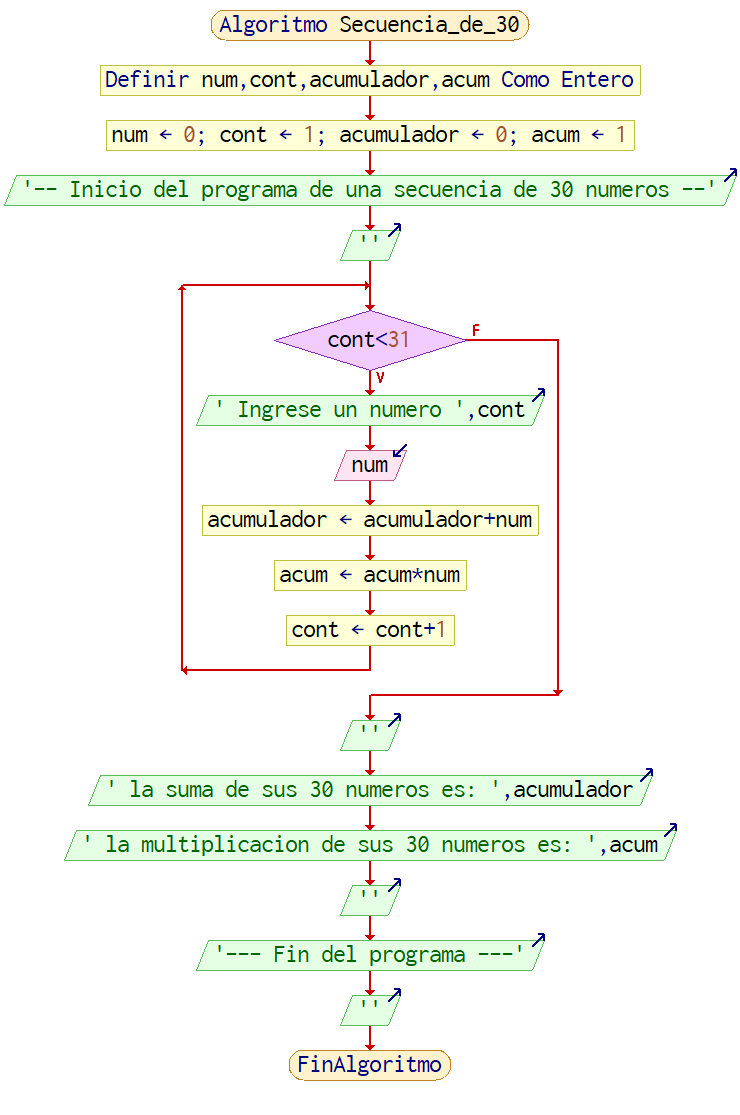 Algoritmo Secuencia_de_30
Definir num,cont,acumulador,acum Como Entero
num ← 0; cont ← 1; acumulador ← 0; acum ← 1
'-- Inicio del programa de una secuencia de 30 numeros --'
''
cont<31
F
V
' Ingrese un numero ',cont
num
acumulador ← acumulador+num
acum ← acum*num
cont ← cont+1
''
' la suma de sus 30 numeros es: ',acumulador
' la multiplicacion de sus 30 numeros es: ',acum
''
'--- Fin del programa ---'
''
FinAlgoritmo